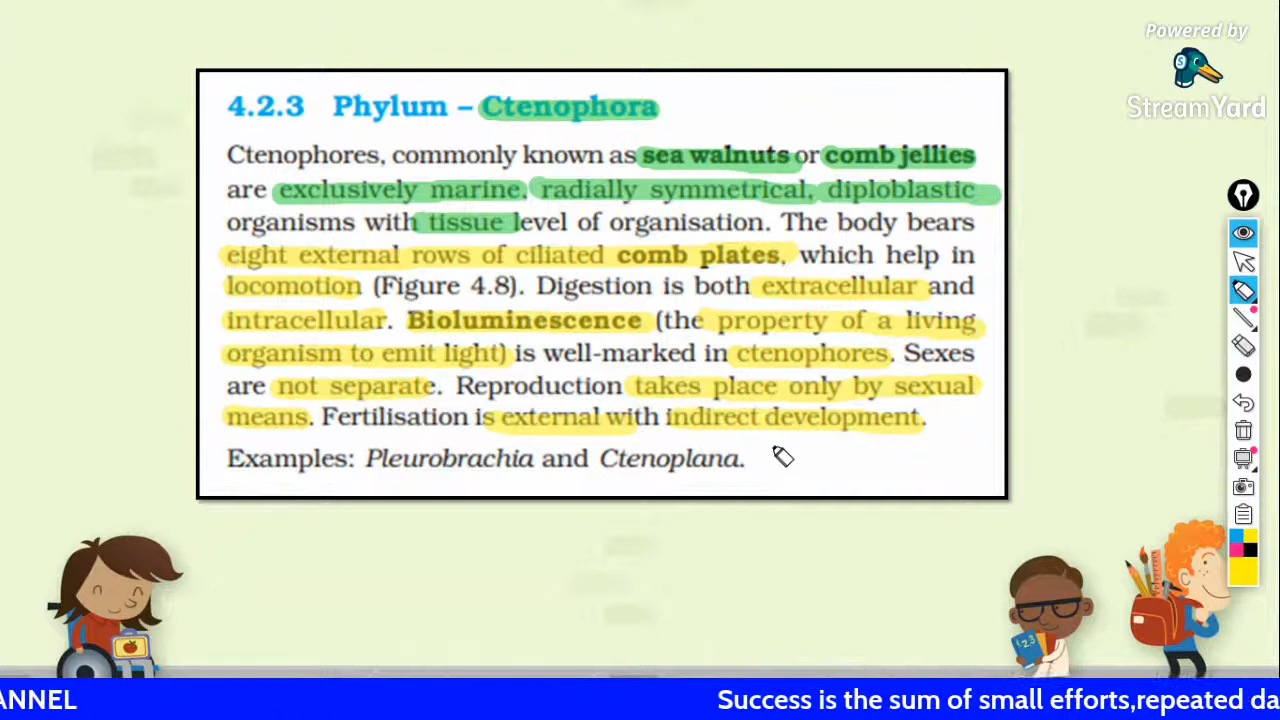 Powered by
StreamYard
4.2.3 Phylum – Ctenophora
Ctenophores, commonly known as sea walnuts or comb jellies
are exclusively marine, radially symmetrical, diploblastic
organisms with tissue level of organisation. The body bears
eight external rows of ciliated comb plates, which help in
locomotion (Figure 4.8). Digestion is both extracellular and
intracellular. Bioluminescence (the property of a living
organism to emit light) is well-marked in ctenophores. Sexes
are not separate. Reproduction takes place only by sexual
means. Fertilisation is external with indirect development.
Examples: Pleurobrachia and Ctenoplana.
1 2 3
ANNEL
Success is the sum of small efforts,repeated da